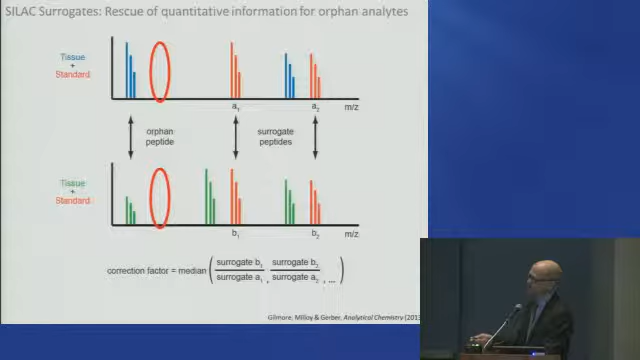 SILAC Surrogates: Rescue of quantitative information for orphan analytes
Tissue
+
Standard
a1
a2
m/z
orphan
peptide
surrogate
peptides
Tissue
+
Standard
b1
b2
m/z
correction factor = median ( surrogate b1 / surrogate a1 , surrogate b2 / surrogate a2 , ... )
Gilmore, Milloy & Gerber, Analytical Chemistry (2013